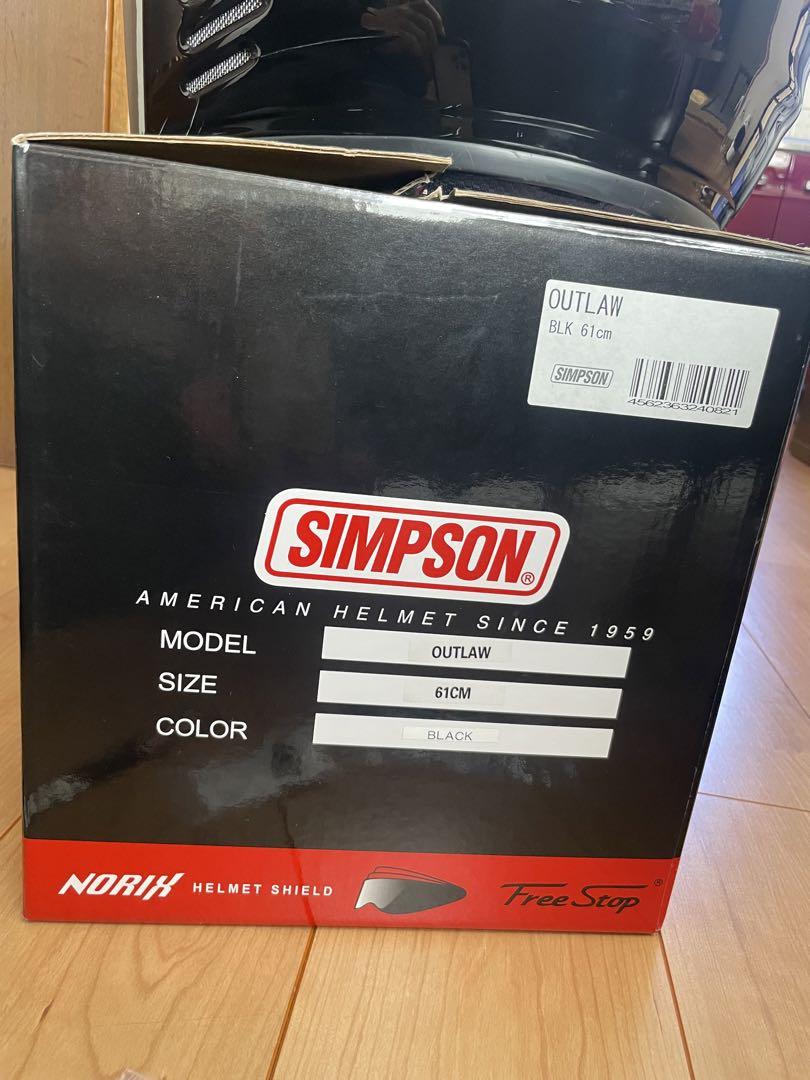 OUTLAW
BLK 61cm
SIMPSON
4562363240821
SIMPSON®
AMERICAN HELMET SINCE 1959
MODEL OUTLAW
SIZE 61CM
COLOR BLACK
NORIX HELMET SHIELD Free Stop®